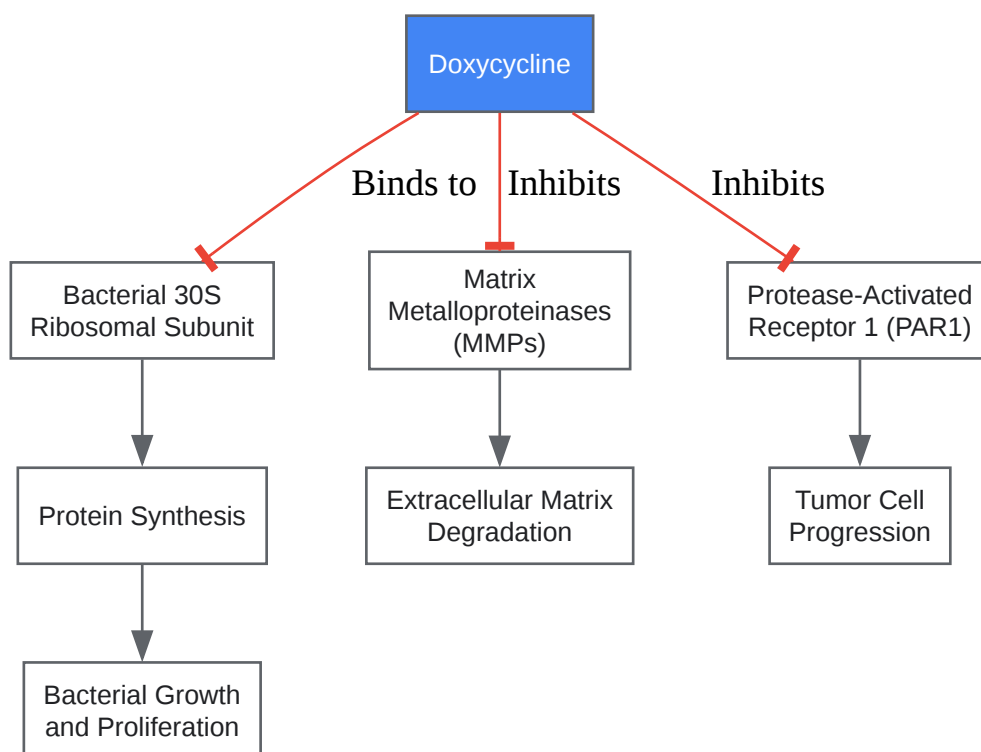 Doxycycline
Binds to
Inhibits
Inhibits
Bacterial 30S
Ribosomal Subunit
Matrix
Metalloproteinases
(MMPs)
Protease-Activated
Receptor 1 (PAR1)
Protein Synthesis
Extracellular Matrix
Degradation
Tumor Cell
Progression
Bacterial Growth
and Proliferation